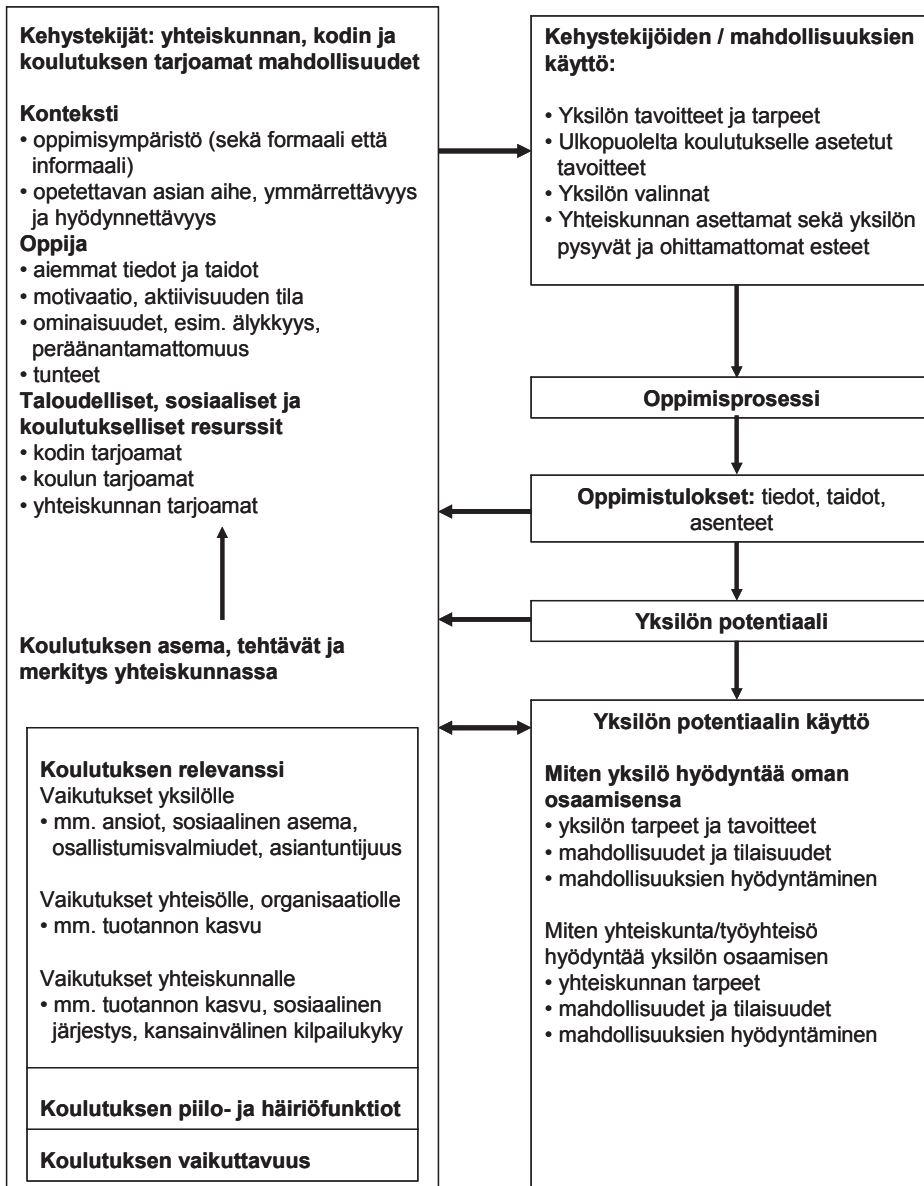 Kehystekijät: yhteiskunnan, kodin ja
koulutuksen tarjoamat mahdollisuudet
Konteksti
• oppimisympäristö (sekä formaali että
informaali)
• opetettavan asian aihe, ymmärrettävyys
ja hyödynnettävyys
Oppija
• aiemmat tiedot ja taidot
• motivaatio, aktiivisuuden tila
• ominaisuudet, esim. älykkyys,
peräänantamattomuus
• tunteet
Taloudelliset, sosiaaliset ja
koulutukselliset resurssit
• kodin tarjoamat
• koulun tarjoamat
• yhteiskunnan tarjoamat
Koulutuksen asema, tehtävät ja
merkitys yhteiskunnassa
Koulutuksen relevanssi
Vaikutukset yksilölle
• mm. ansiot, sosiaalinen asema,
osallistumisvalmiudet, asiantuntijuus
Vaikutukset yhteisölle, organisaatiolle
• mm. tuotannon kasvu
Vaikutukset yhteiskunnalle
• mm. tuotannon kasvu, sosiaalinen
järjestys, kansainvälinen kilpailukyky
Koulutuksen piilo- ja häiriöfunktiot
Koulutuksen vaikuttavuus
Kehystekijöiden / mahdollisuuksien
käyttö:
• Yksilön tavoitteet ja tarpeet
• Ulkopuolelta koulutukselle asetetut
tavoitteet
• Yksilön valinnat
• Yhteiskunnan asettamat sekä yksilön
pysyvät ja ohittamattomat esteet
Oppimisprosessi
Oppimistulokset: tiedot, taidot,
asenteet
Yksilön potentiaali
Yksilön potentiaalin käyttö
Miten yksilö hyödyntää oman
osaamisensa
• yksilön tarpeet ja tavoitteet
• mahdollisuudet ja tilaisuudet
• mahdollisuuksien hyödyntäminen
Miten yhteiskunta/työyhteisö
hyödyntää yksilön osaamisen
• yhteiskunnan tarpeet
• mahdollisuudet ja tilaisuudet
• mahdollisuuksien hyödyntäminen